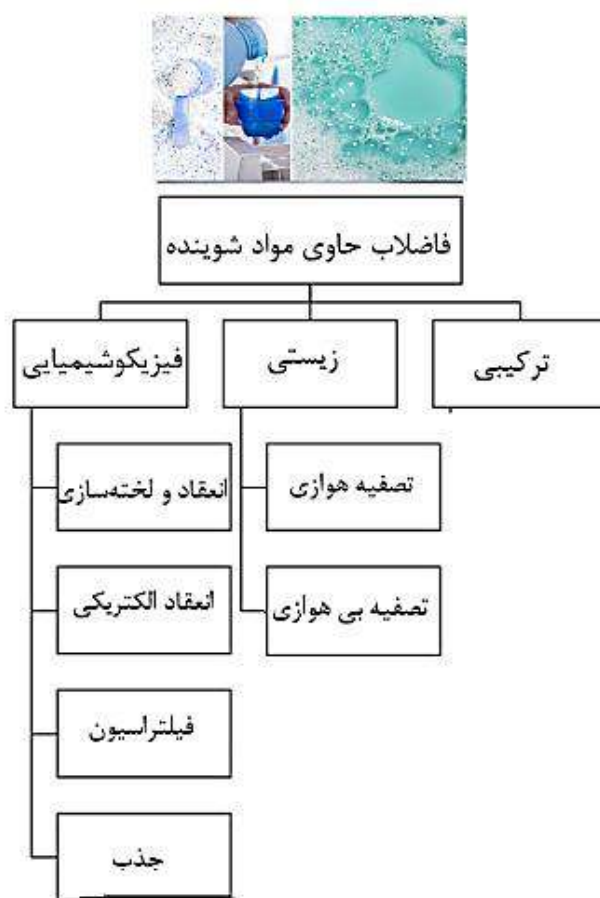 فاضلاب حاوی مواد شوینده
ترکیبی
زیستی
فیزیکوشیمیایی
تصفیه هوازی
تصفیه بی هوازی
انعقاد و لخته‌سازی
انعقاد الکتریکی
فیلتراسیون
جذب